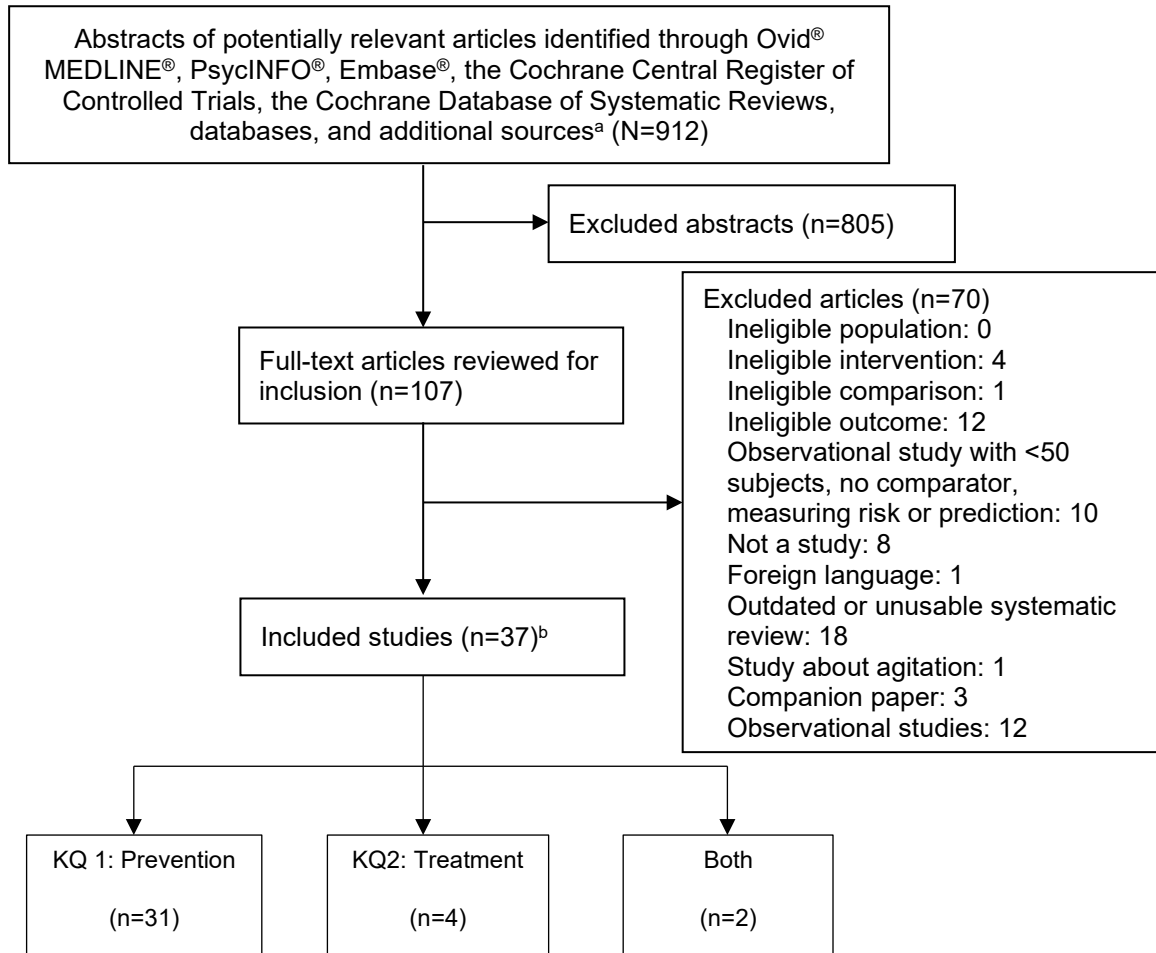 Abstracts of potentially relevant articles identified through Ovid®
MEDLINE®, PsycINFO®, Embase®, the Cochrane Central Register of
Controlled Trials, the Cochrane Database of Systematic Reviews,
databases, and additional sourcesᵃ (N=912)
Excluded abstracts (n=805)
Full-text articles reviewed for
inclusion (n=107)
Excluded articles (n=70)
Ineligible population: 0
Ineligible intervention: 4
Ineligible comparison: 1
Ineligible outcome: 12
Observational study with <50
subjects, no comparator,
measuring risk or prediction: 10
Not a study: 8
Foreign language: 1
Outdated or unusable systematic
review: 18
Study about agitation: 1
Companion paper: 3
Observational studies: 12
Included studies (n=37)ᵇ
KQ 1: Prevention
(n=31)
KQ2: Treatment
(n=4)
Both
(n=2)